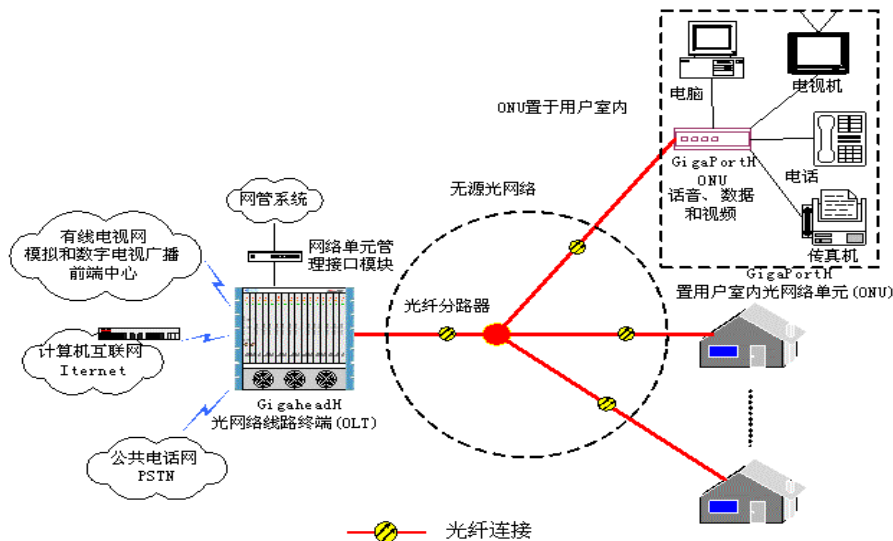 电脑
电视机
ONU置于用户室内
GigaPortH
ONU
话音、数据
和视频
电话
传真机
无源光网络
网管系统
网络单元管
理接口模块
有线电视网
模拟和数字电视广播
前端中心
光纤分路器
GigaPortH
置用户室内光网络单元(ONU)
计算机互联网
Iternet
GigaheadH
光网络线路终端(OLT)
公共电话网
PSTN
光纤连接